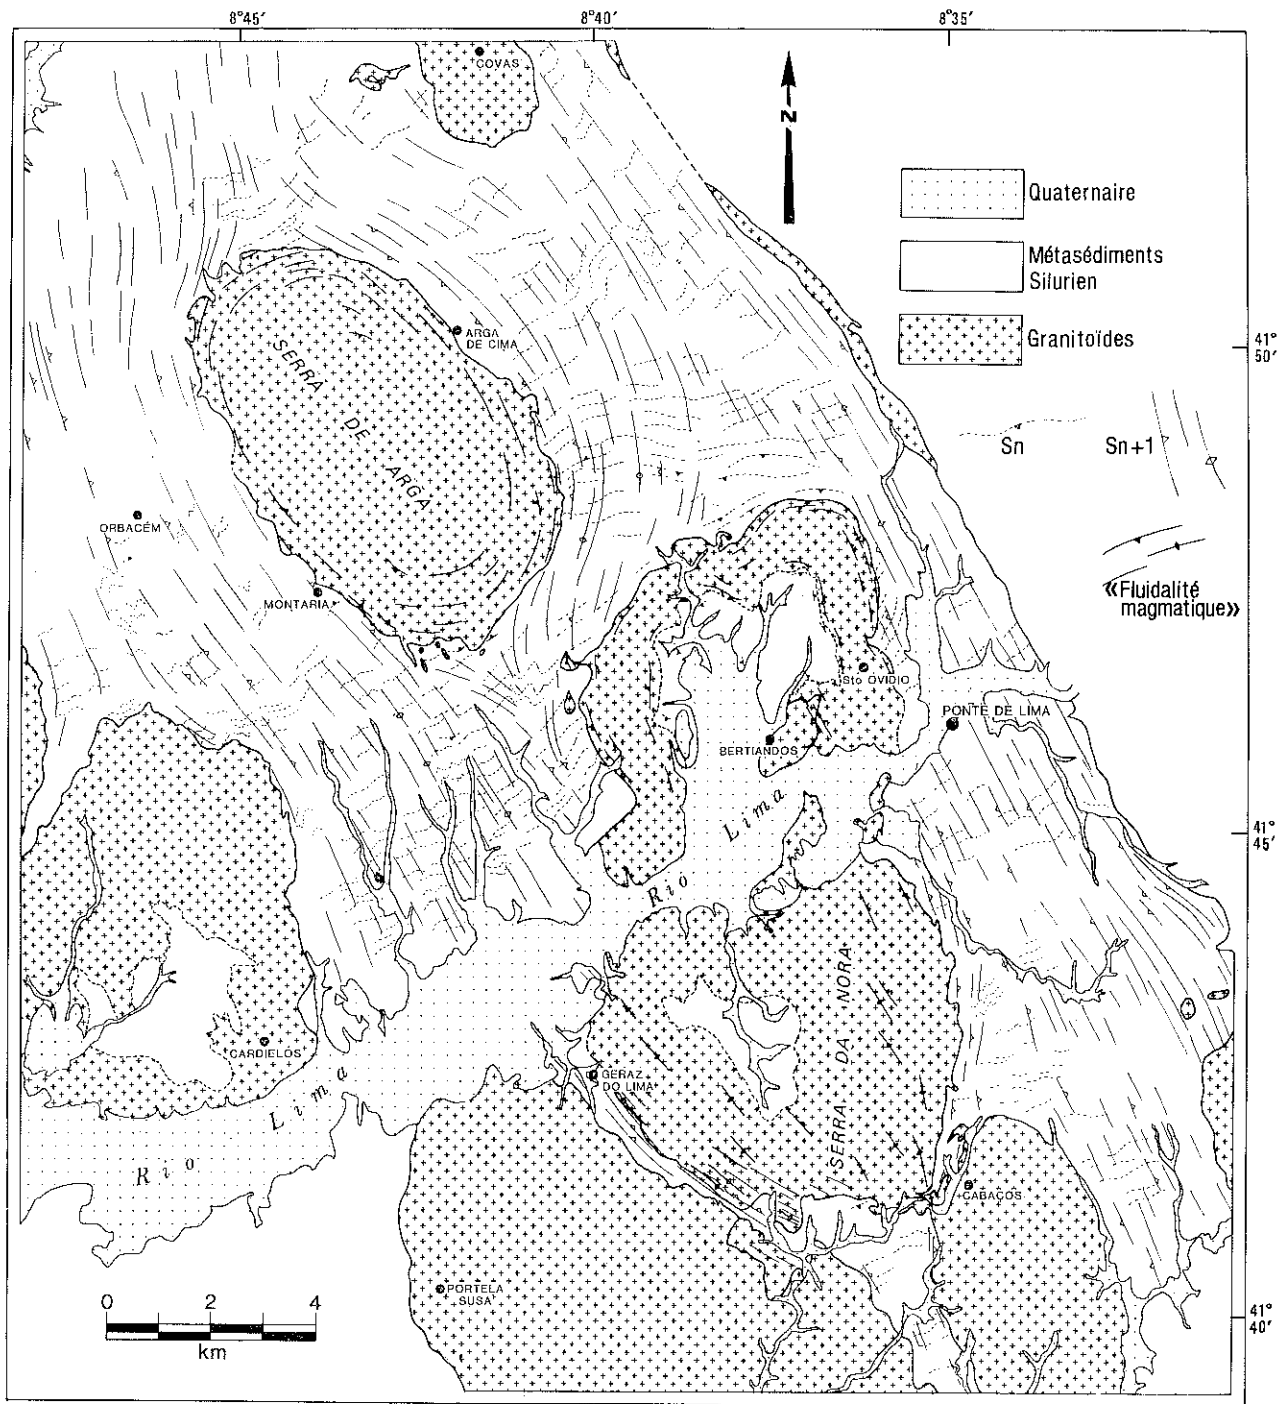 8°45′
8°40′
8°35′
COVAS
N
Quaternaire
Métasédiments
Silurien
Granitoïdes
41°
50′
ARGA
DE CIMA
SERRA DE ARGA
Sn
Sn+1
ORBACÉM
«Fluidalité
magmatique»
MONTARIA
Sto OVIDIO
PONTE DE LIMA
BERTIANDOS
Lima
41°
45′
Rio
SERRA DA NORA
CARDIELOS
GERAZ
DO LIMA
Lima
Rio
CABAÇOS
PORTELA
SUSA
0 2 4
km
41°
40′